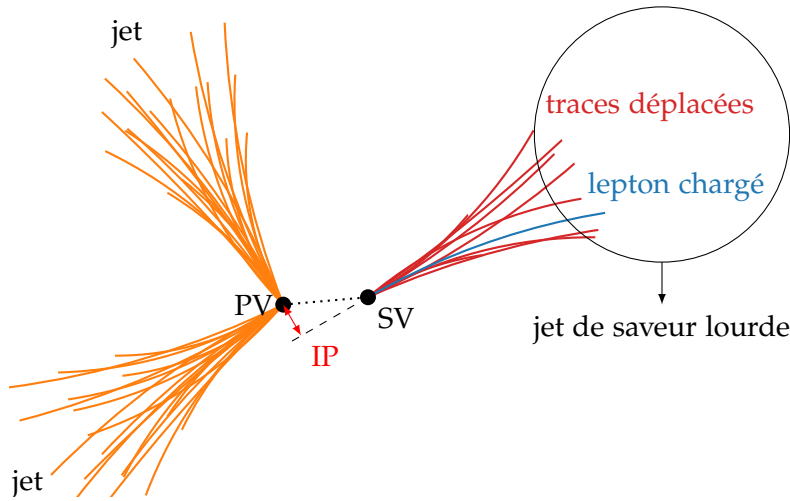 jet
traces déplacées
lepton chargé
PV
SV
jet de saveur lourde
IP
jet